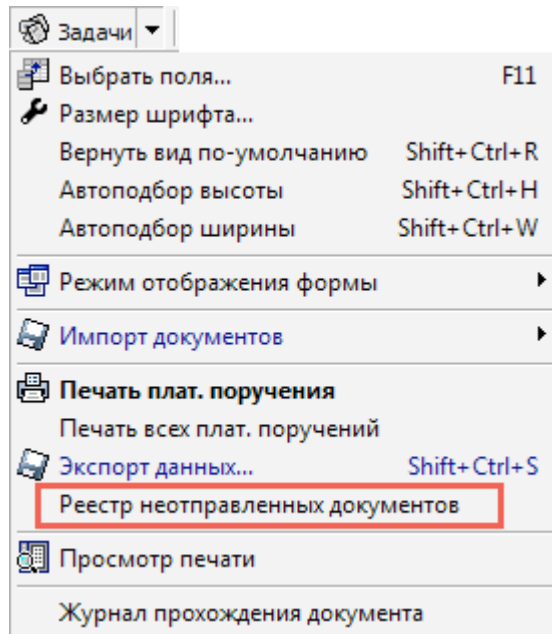 Задачи
Выбрать поля... F11
Размер шрифта...
Вернуть вид по-умолчанию Shift+Ctrl+R
Автоподбор высоты Shift+Ctrl+H
Автоподбор ширины Shift+Ctrl+W
Режим отображения формы
Импорт документов
Печать плат. поручения
Печать всех плат. поручений
Экспорт данных... Shift+Ctrl+S
Реестр неотправленных документов
Просмотр печати
Журнал прохождения документа